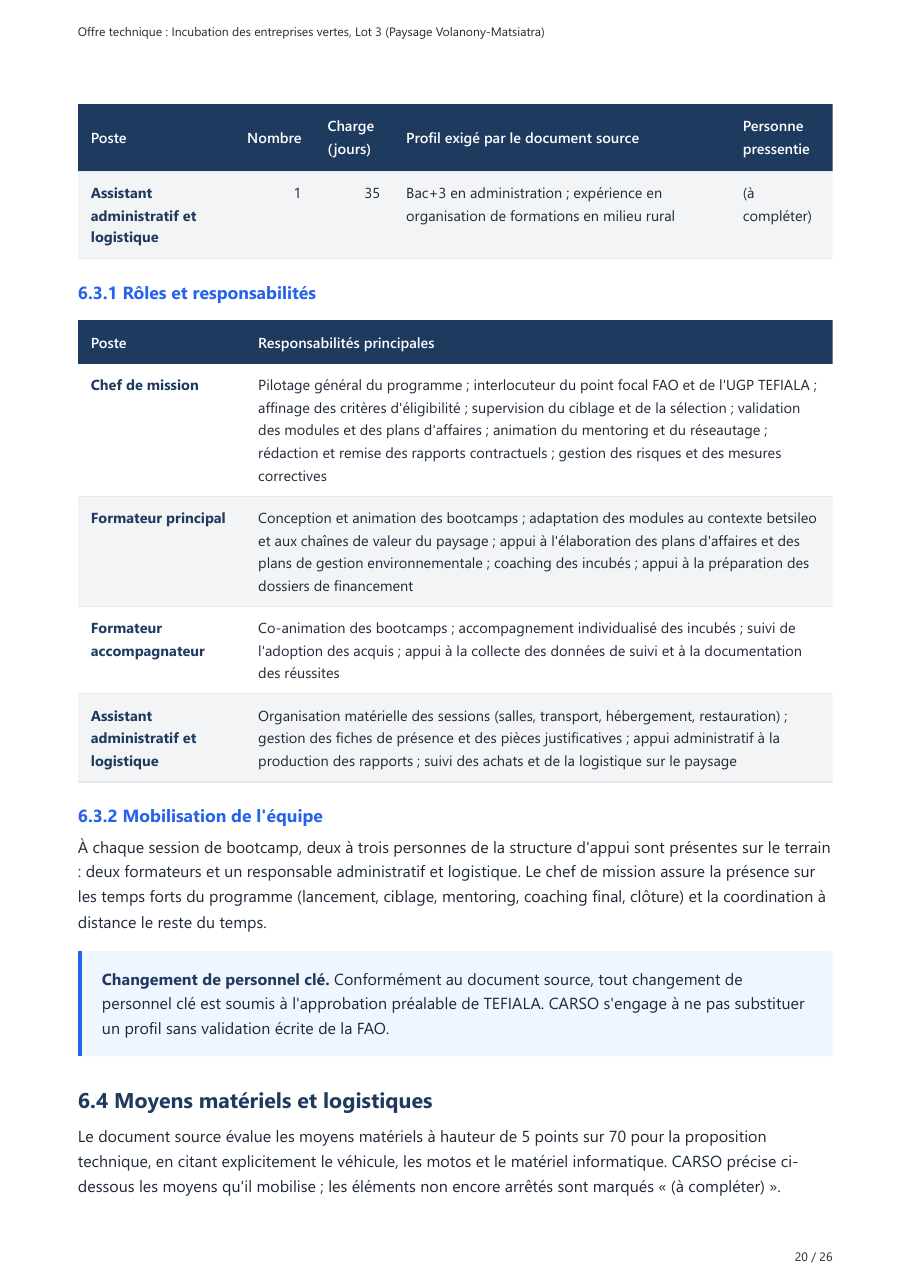 Offre technique : Incubation des entreprises vertes, Lot 3 (Paysage Volanony-Matsiatra)
Poste Nombre Charge (jours) Profil exigé par le document source Personne pressentie
Assistant administratif et logistique 1 35 Bac+3 en administration ; expérience en organisation de formations en milieu rural (à compléter)
6.3.1 Rôles et responsabilités
Poste Responsabilités principales
Chef de mission Pilotage général du programme ; interlocuteur du point focal FAO et de l'UGP TEFIALA ;
affinage des critères d'éligibilité ; supervision du ciblage et de la sélection ; validation
des modules et des plans d'affaires ; animation du mentoring et du réseautage ;
rédaction et remise des rapports contractuels ; gestion des risques et des mesures
correctives
Formateur principal Conception et animation des bootcamps ; adaptation des modules au contexte betsileo
et aux chaînes de valeur du paysage ; appui à l'élaboration des plans d'affaires et des
plans de gestion environnementale ; coaching des incubés ; appui à la préparation des
dossiers de financement
Formateur Co-animation des bootcamps ; accompagnement individualisé des incubés ; suivi de
accompagnateur l'adoption des acquis ; appui à la collecte des données de suivi et à la documentation
des réussites
Assistant Organisation matérielle des sessions (salles, transport, hébergement, restauration) ;
administratif et gestion des fiches de présence et des pièces justificatives ; appui administratif à la
logistique production des rapports ; suivi des achats et de la logistique sur le paysage
6.3.2 Mobilisation de l'équipe
À chaque session de bootcamp, deux à trois personnes de la structure d'appui sont présentes sur le terrain
: deux formateurs et un responsable administratif et logistique. Le chef de mission assure la présence sur
les temps forts du programme (lancement, ciblage, mentoring, coaching final, clôture) et la coordination à
distance le reste du temps.
Changement de personnel clé. Conformément au document source, tout changement de
personnel clé est soumis à l'approbation préalable de TEFIALA. CARSO s'engage à ne pas substituer
un profil sans validation écrite de la FAO.
6.4 Moyens matériels et logistiques
Le document source évalue les moyens matériels à hauteur de 5 points sur 70 pour la proposition
technique, en citant explicitement le véhicule, les motos et le matériel informatique. CARSO précise ci-
dessous les moyens qu'il mobilise ; les éléments non encore arrêtés sont marqués « (à compléter) ».
20 / 26